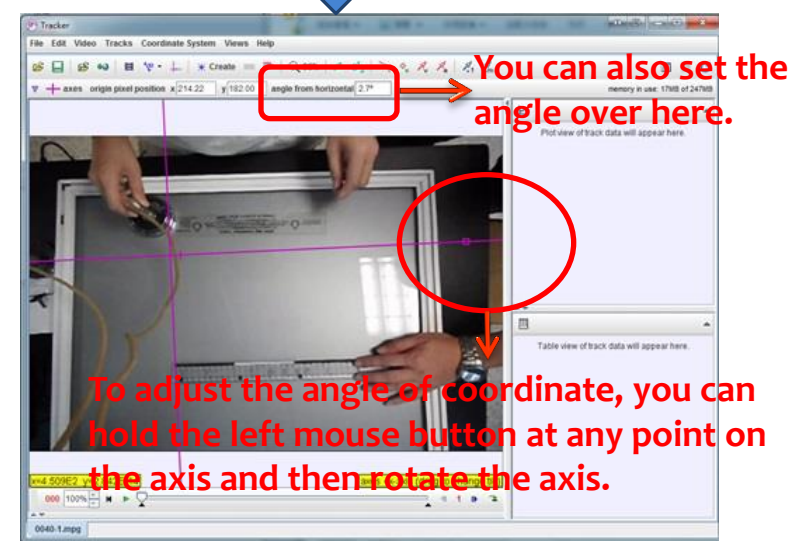 Tracker
File Edit Video Tracks Coordinate System Views Help
Create
You can also set the
angle over here.
axes origin pixel position x 214.22 y 182.00 angle from horizontal 2.7°
memory in use: 17MB of 247MB
Plot view of track data will appear here.
Table view of track data will appear here.
To adjust the angle of coordinate, you can
hold the left mouse button at any point on
the axis and then rotate the axis.
x=4.509E2
000 100% 1
0040-1.mpg